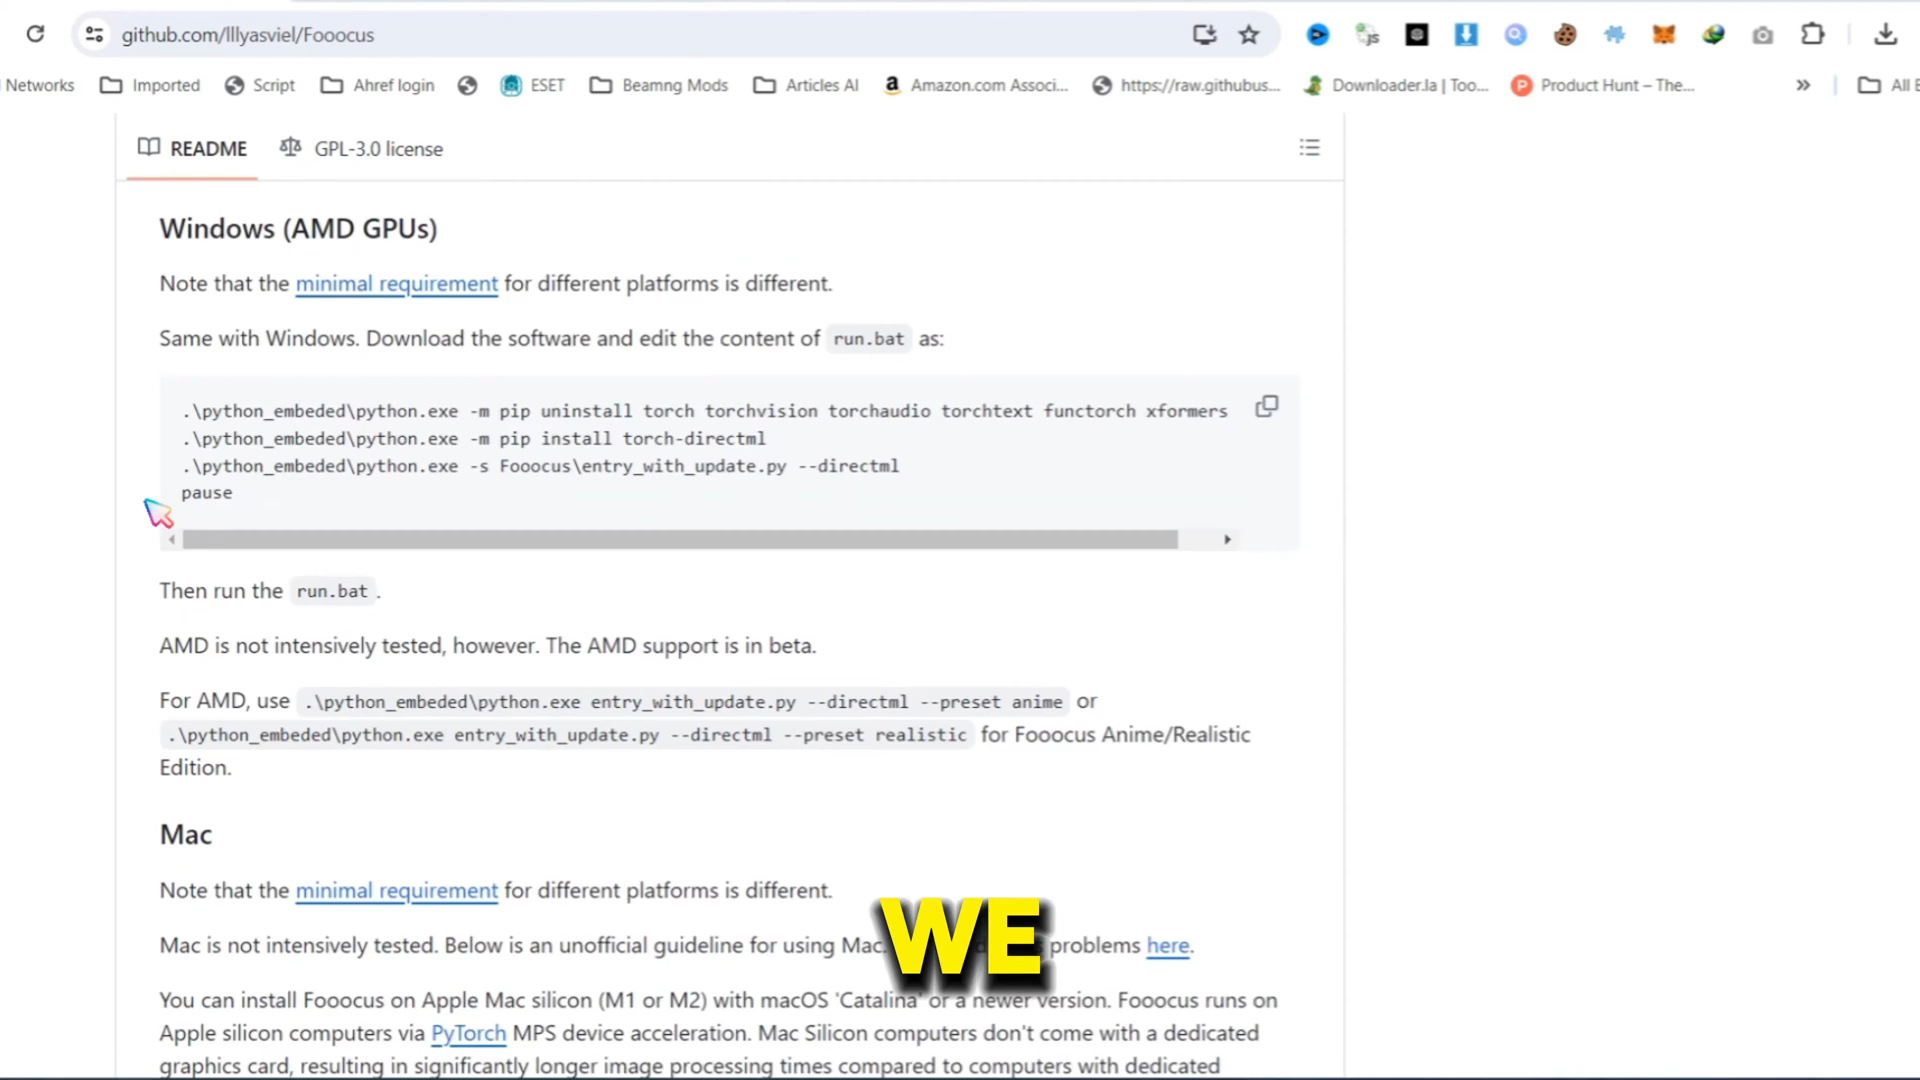 github.com/lllyasviel/Fooocus
Networks Imported Script Ahref login ESET Beamng Mods Articles AI Amazon.com Associ... https://raw.githubus... Downloader.la | Too... Product Hunt – The... » All
README GPL-3.0 license
Windows (AMD GPUs)
Note that the minimal requirement for different platforms is different.
Same with Windows. Download the software and edit the content of run.bat as:
.\python_embeded\python.exe -m pip uninstall torch torchvision torchaudio torchtext functorch xformers
.\python_embeded\python.exe -m pip install torch-directml
.\python_embeded\python.exe -s Fooocus\entry_with_update.py --directml
pause
Then run the run.bat.
AMD is not intensively tested, however. The AMD support is in beta.
For AMD, use .\python_embeded\python.exe entry_with_update.py --directml --preset anime or
.\python_embeded\python.exe entry_with_update.py --directml --preset realistic for Fooocus Anime/Realistic
Edition.
Mac
Note that the minimal requirement for different platforms is different.
Mac is not intensively tested. Below is an unofficial guideline for using Mac. problems here.
WE
You can install Fooocus on Apple Mac silicon (M1 or M2) with macOS 'Catalina' or a newer version. Fooocus runs on
Apple silicon computers via PyTorch MPS device acceleration. Mac Silicon computers don't come with a dedicated
graphics card, resulting in significantly longer image processing times compared to computers with dedicated